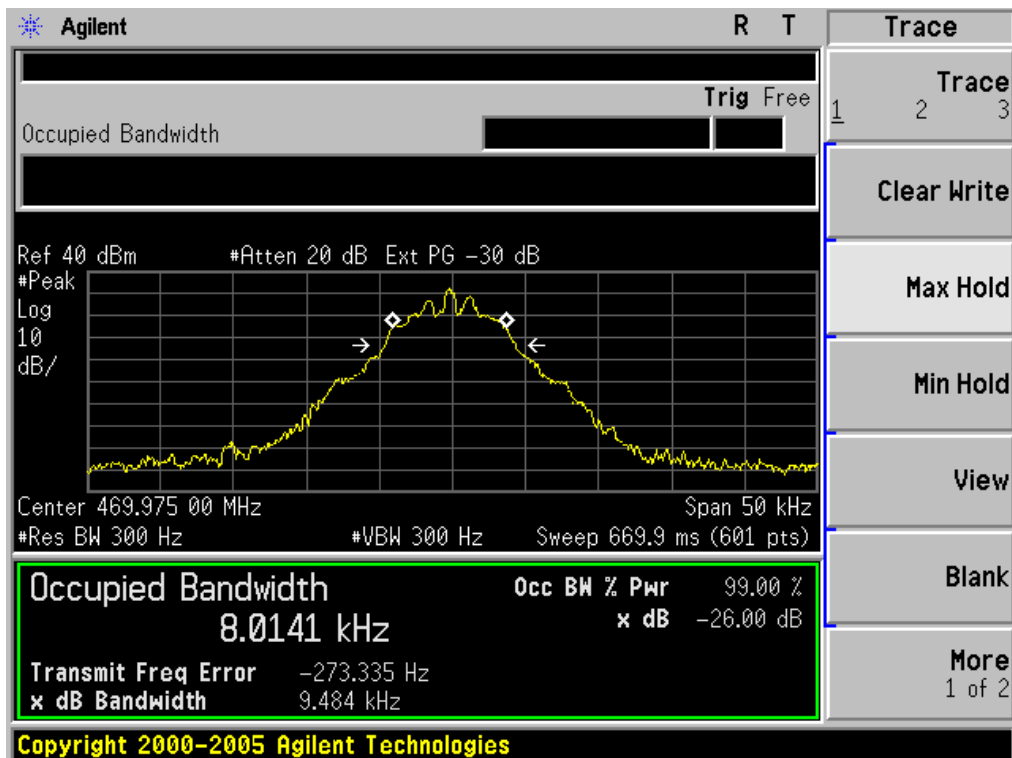 Agilent R T
Trace
Trace
1 2 3
Trig Free
Occupied Bandwidth
Clear Write
Ref 40 dBm #Atten 20 dB Ext PG -30 dB
#Peak
Log
10
dB/
Max Hold
Min Hold
View
Center 469.975 00 MHz Span 50 kHz
#Res BW 300 Hz #VBW 300 Hz Sweep 669.9 ms (601 pts)
Occupied Bandwidth Occ BW % Pwr 99.00 %
8.0141 kHz x dB -26.00 dB
Transmit Freq Error -273.335 Hz
x dB Bandwidth 9.484 kHz
Blank
More
1 of 2
Copyright 2000-2005 Agilent Technologies